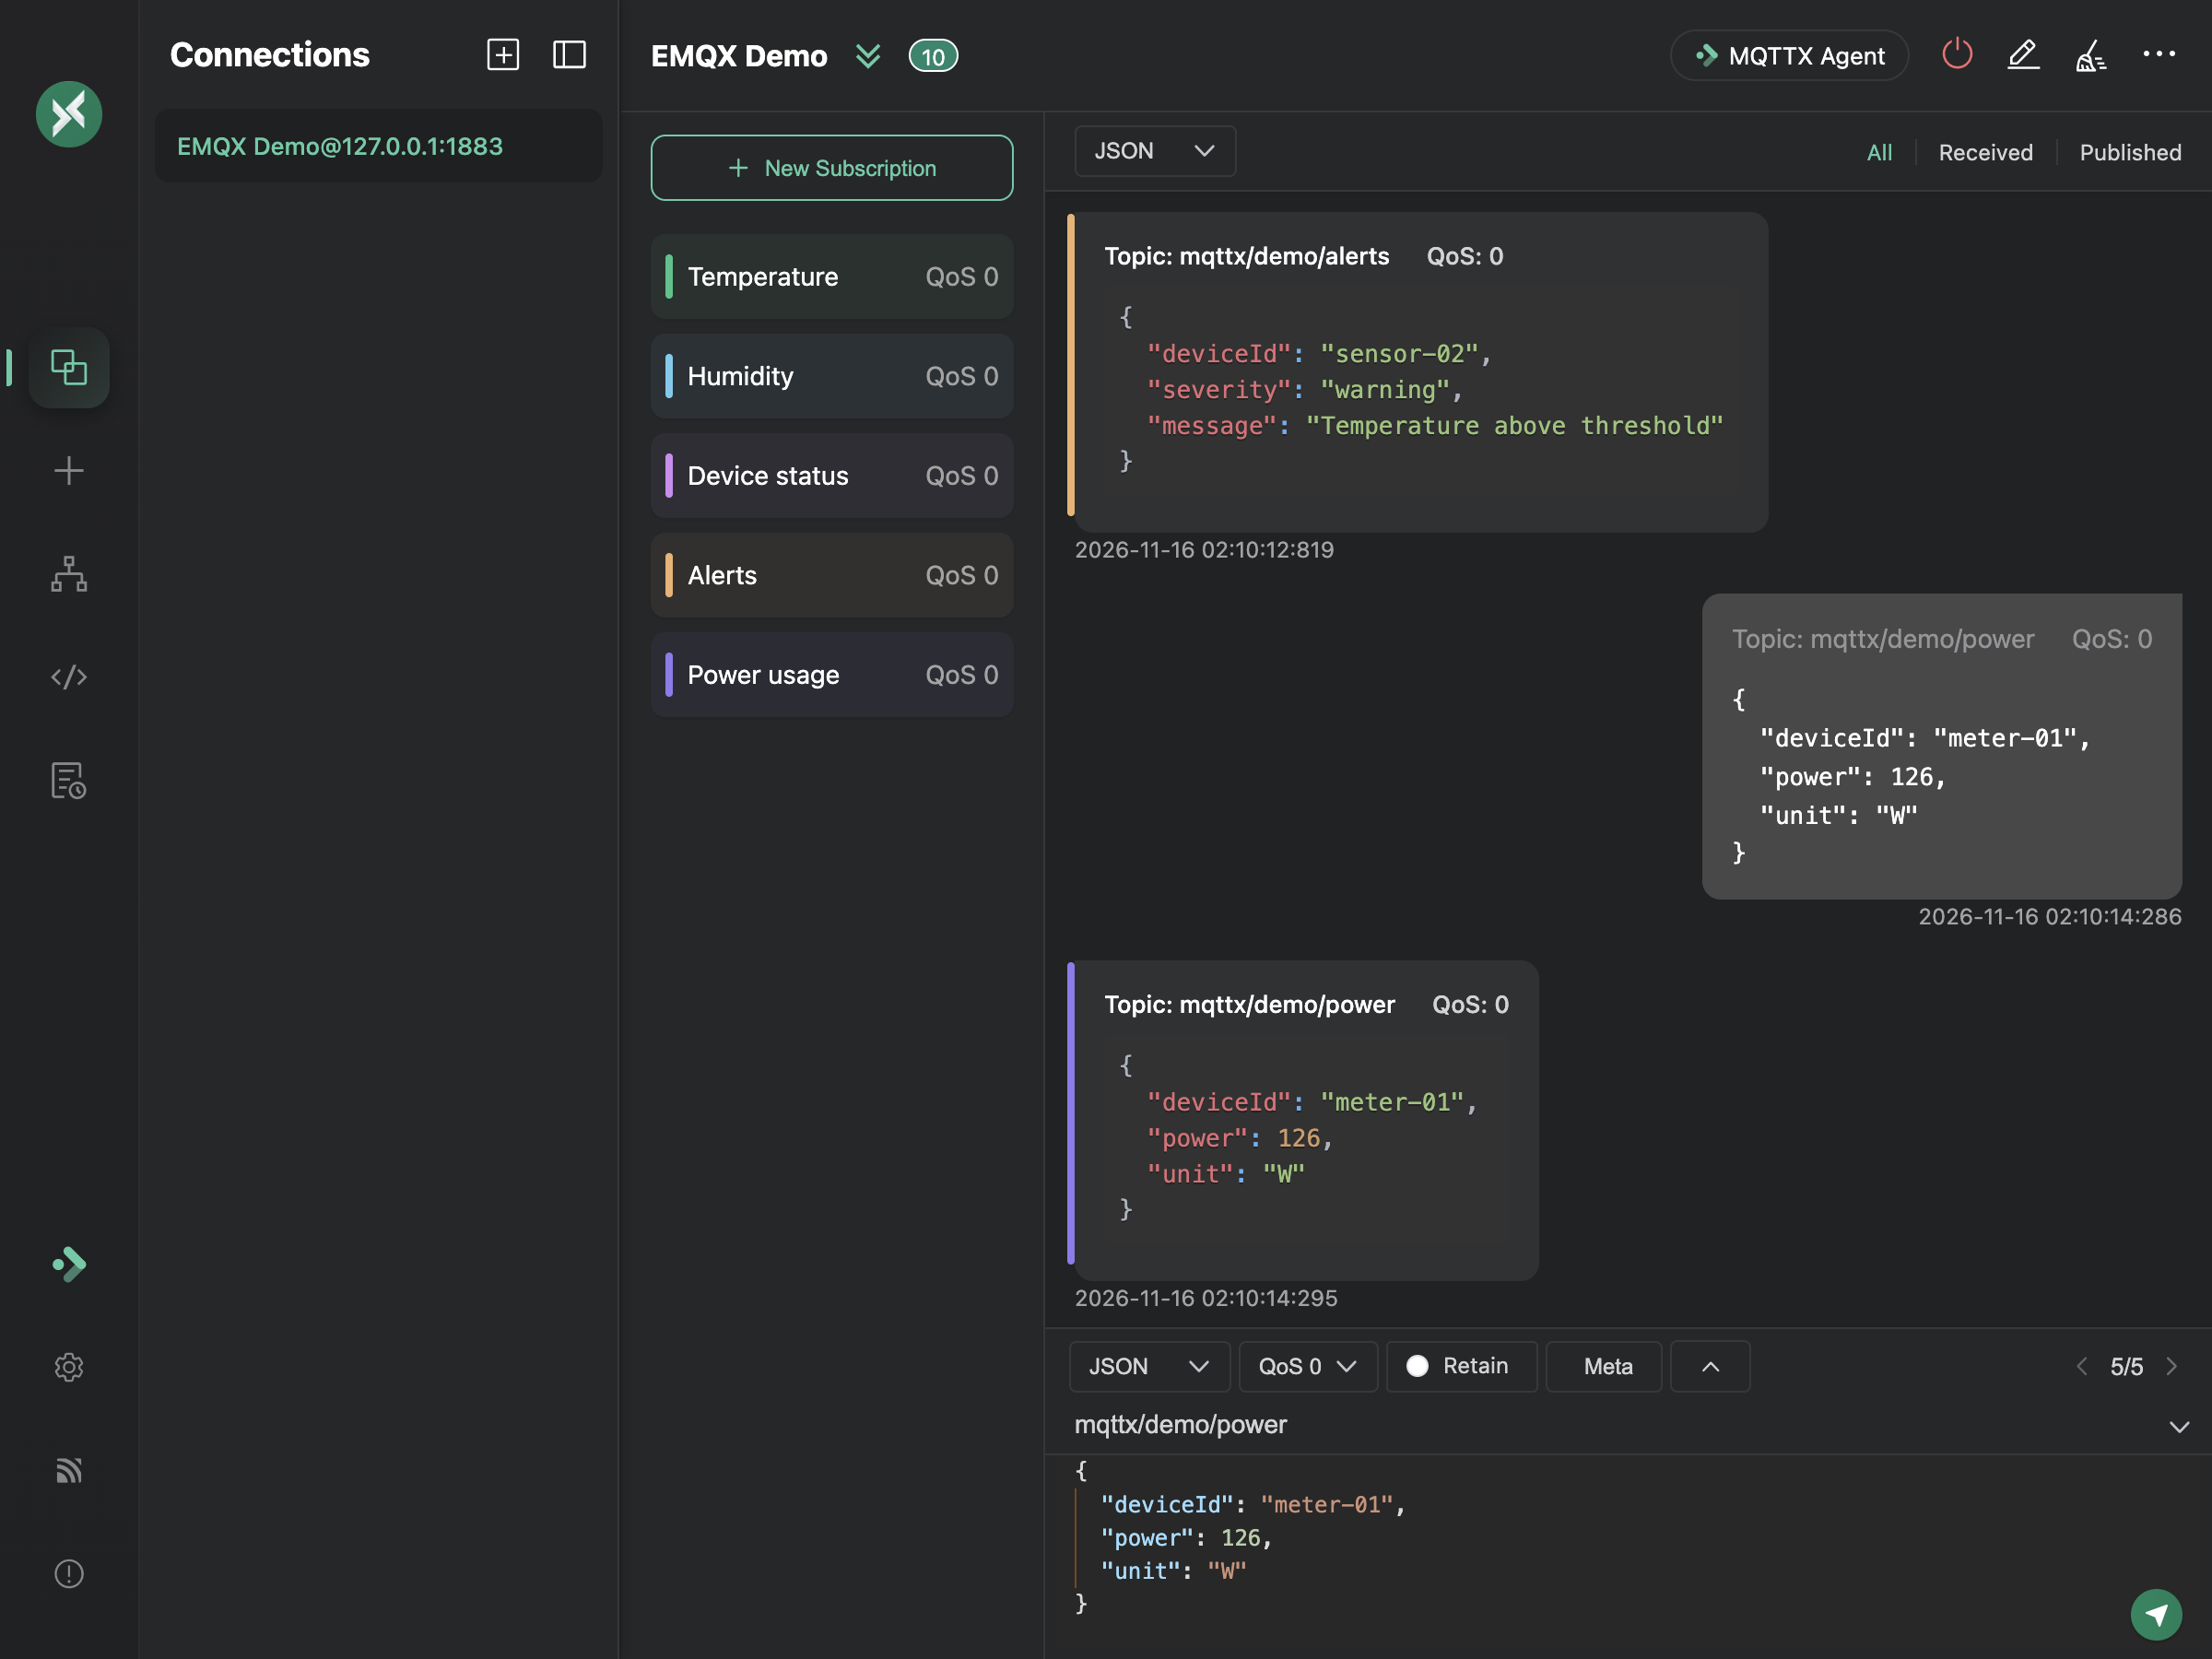 Connections
EMQX Demo@127.0.0.1:1883
EMQX Demo 10
MQTTX Agent
+ New Subscription
Temperature QoS 0
Humidity QoS 0
Device status QoS 0
Alerts QoS 0
Power usage QoS 0
JSON
All Received Published
Topic: mqttx/demo/alerts QoS: 0
{
"deviceId": "sensor-02",
"severity": "warning",
"message": "Temperature above threshold"
}
2026-11-16 02:10:12:819
Topic: mqttx/demo/power QoS: 0
{
"deviceId": "meter-01",
"power": 126,
"unit": "W"
}
2026-11-16 02:10:14:286
Topic: mqttx/demo/power QoS: 0
{
"deviceId": "meter-01",
"power": 126,
"unit": "W"
}
2026-11-16 02:10:14:295
JSON QoS 0 Retain Meta 5/5
mqttx/demo/power
{
"deviceId": "meter-01",
"power": 126,
"unit": "W"
}